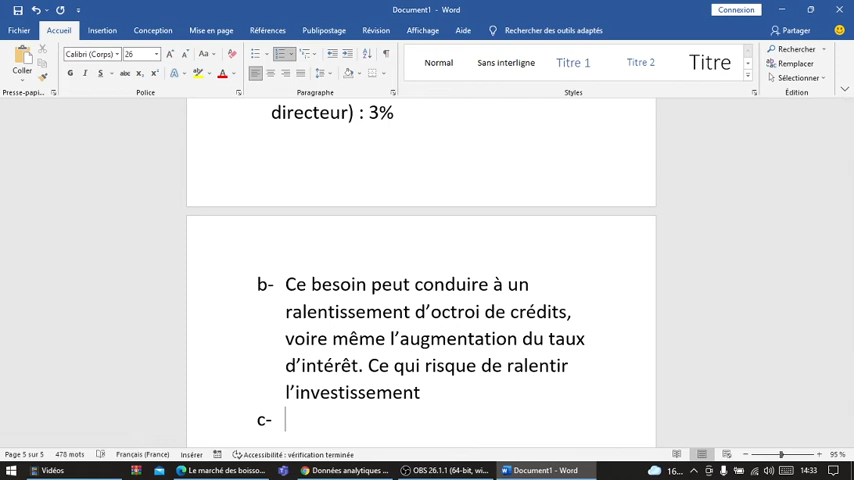 Document1 - Word
Connexion
Fichier Accueil Insertion Conception Mise en page Références Publipostage Révision Affichage Aide Rechercher des outils adaptés Partager
Coller
Calibri (Corps) 26 A A Aa
G I S abc x₂ x² A A
Normal Sans interligne Titre 1 Titre 2 Titre
Rechercher
Remplacer
Sélectionner
Presse-papi... Police Paragraphe Styles Édition
directeur) : 3%
b- Ce besoin peut conduire à un
ralentissement d’octroi de crédits,
voire même l’augmentation du taux
d’intérêt. Ce qui risque de ralentir
l’investissement
c-
Page 5 sur 5 478 mots Français (France) Insérer Accessibilité : vérification terminée 95 %
Vidéos Le marché des boisso... Données analytiques ... OBS 26.1.1 (64-bit, wi... Document1 - Word 16... 14:33